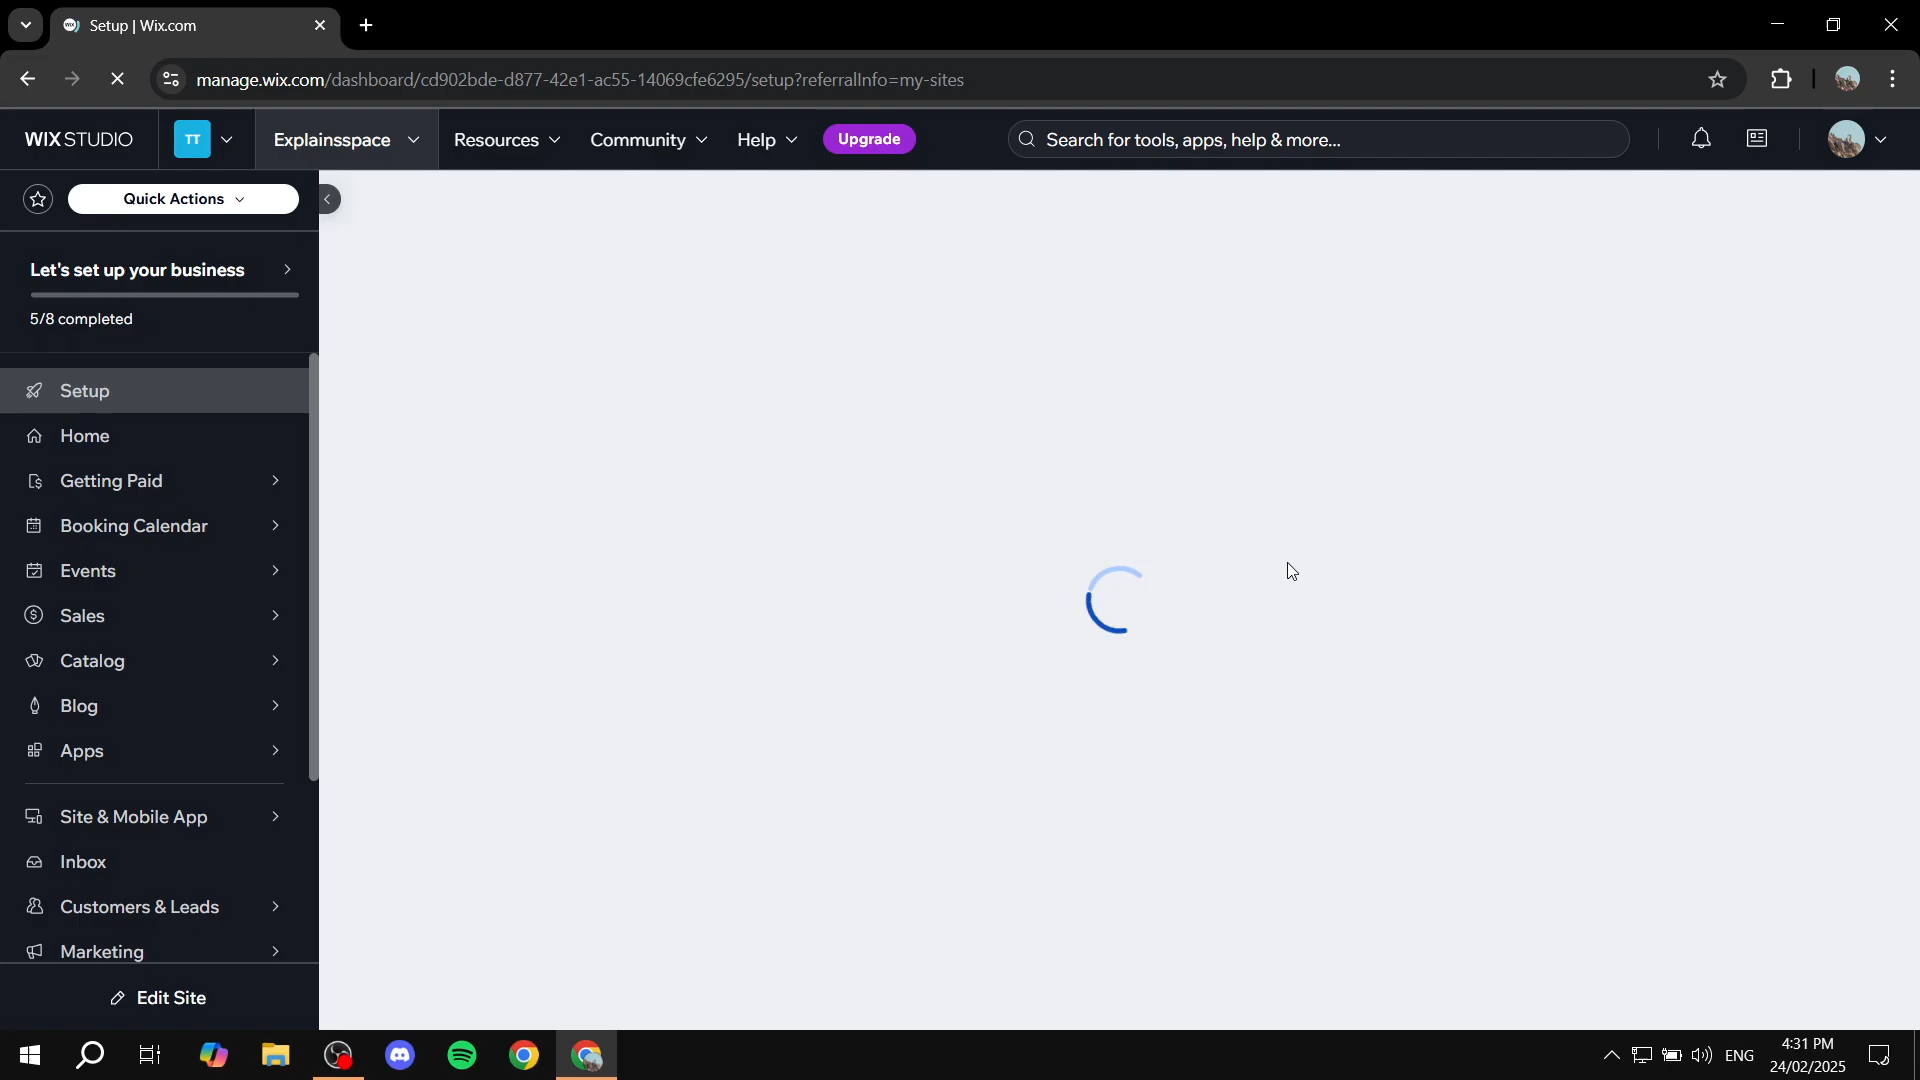 Setup | Wix.com
manage.wix.com/dashboard/cd902bde-d877-42e1-ac55-14069cfe6295/setup?referralInfo=my-sites
WIX STUDIO
TT
Explainsspace
Resources
Community
Help
Upgrade
Search for tools, apps, help & more...
Quick Actions
Let's set up your business
5/8 completed
Setup
Home
Getting Paid
Booking Calendar
Events
Sales
Catalog
Blog
Apps
Site & Mobile App
Inbox
Customers & Leads
Marketing
Edit Site
ENG
4:31 PM
24/02/2025